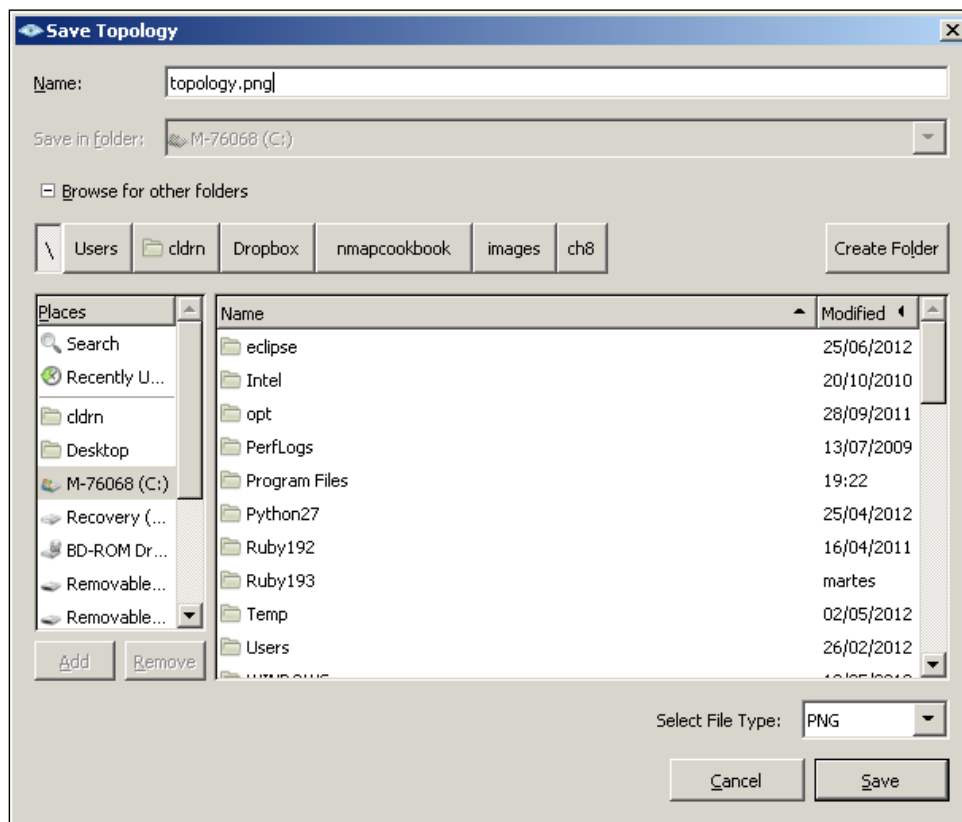 Save Topology
Name: topology.png
Save in folder: M-76068 (C:)
Browse for other folders
\ Users cldrn Dropbox nmapcookbook images ch8 Create Folder
Places
Search
Recently U...
cldrn
Desktop
M-76068 (C:)
Recovery (...
BD-ROM Dr...
Removable...
Removable...
Add Remove
Name Modified
eclipse 25/06/2012
Intel 20/10/2010
opt 28/09/2011
PerfLogs 13/07/2009
Program Files 19:22
Python27 25/04/2012
Ruby192 16/04/2011
Ruby193 martes
Temp 02/05/2012
Users 26/02/2012
Select File Type: PNG
Cancel Save